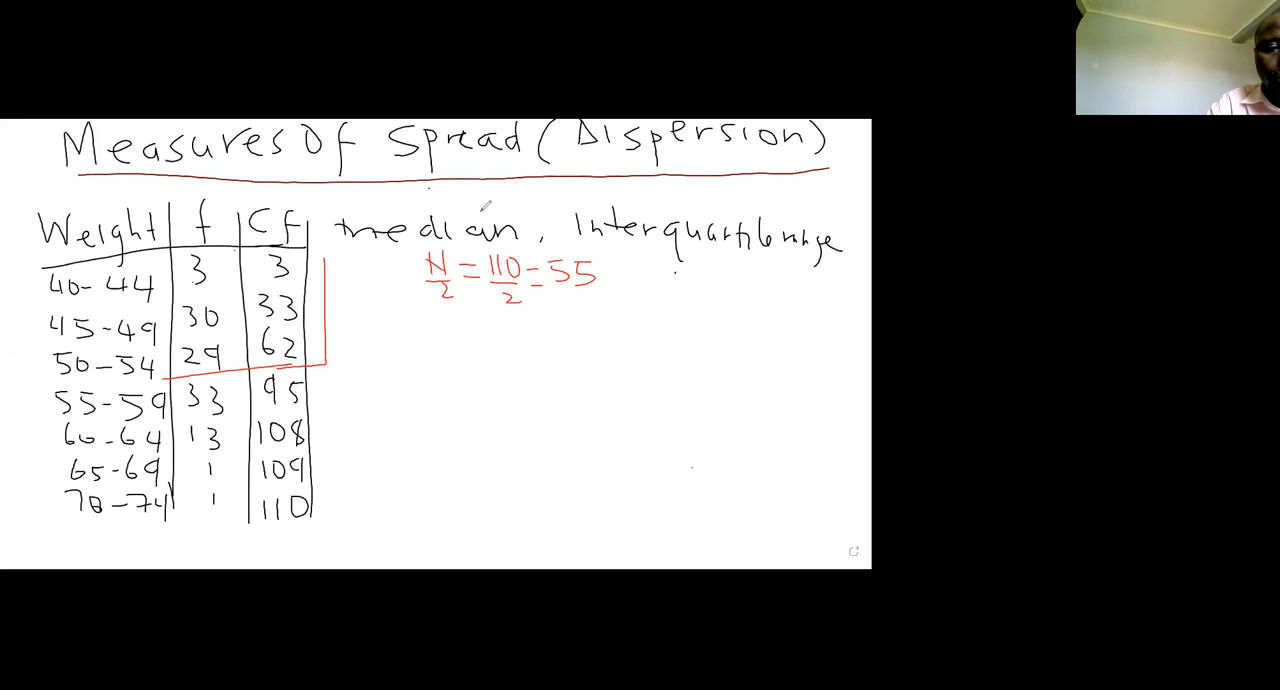 Measures Of Spread (Dispersion)
Weight f Cf median, Interquartile range
40-44 3 3 N/2 = 110/2 = 55
45-49 30 33
50-54 29 62
55-59 33 95
60-64 13 108
65-69 1 109
70-74 1 110